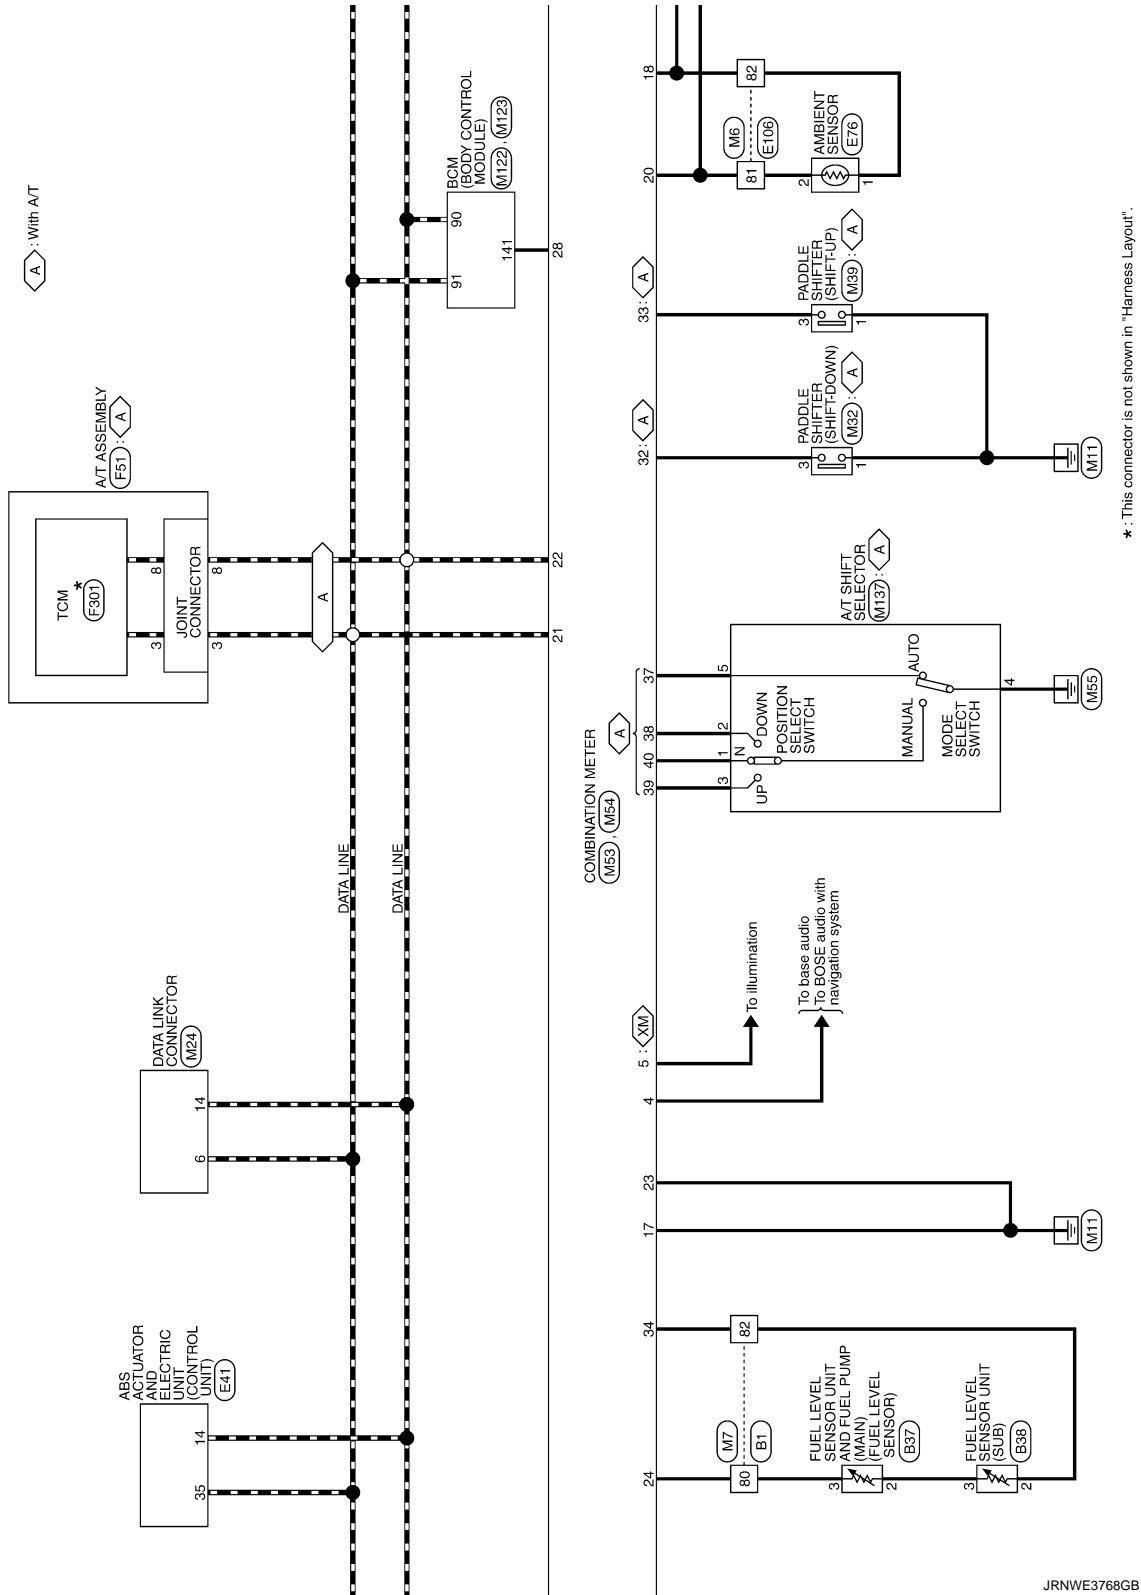 A : With A/T
A/T ASSEMBLY
F51 : A
TCM
*
F301
8
3
JOINT
CONNECTOR
8
3
A
DATA LINK
CONNECTOR
M24
14
6
ABS
ACTUATOR
AND
ELECTRIC
UNIT
(CONTROL
UNIT)
E41
14
35
DATA LINE
DATA LINE
BCM
(BODY CONTROL
MODULE)
M122 , M123
90
91
141
28
22
21
COMBINATION METER
M53 , M54
24
34
17
23
4
5 : XM
39
40
38
37
A
32 : A
33 : A
20
18
M7
B1
80
82
FUEL LEVEL
SENSOR UNIT
AND FUEL PUMP
(MAIN)
(FUEL LEVEL
SENSOR)
B37
3
2
FUEL LEVEL
SENSOR UNIT
(SUB)
B38
3
2
M11
To illumination
To base audio
To BOSE audio with
navigation system
3
1
2
5
UP
N
DOWN
POSITION
SELECT
SWITCH
MANUAL
AUTO
MODE
SELECT
SWITCH
4
A/T SHIFT
SELECTOR
M137 : A
M55
PADDLE
SHIFTER
(SHIFT-DOWN)
M32 : A
3
1
PADDLE
SHIFTER
(SHIFT-UP)
M39 : A
3
1
M11
M6
E106
81
82
AMBIENT
SENSOR
E76
2
1
* : This connector is not shown in "Harness Layout".
JRNWE3768GB